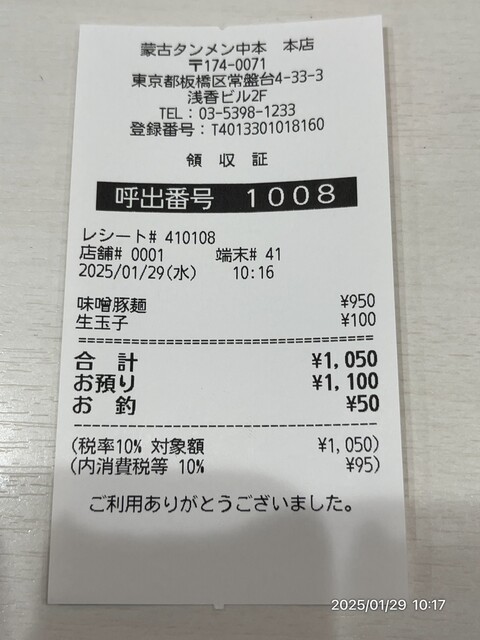 蒙古タンメン中本 本店
〒174-0071
東京都板橋区常盤台4-33-3
浅香ビル2F
TEL：03-5398-1233
登録番号：T4013301018160
領 収 証
呼出番号 1008
レシート# 410108
店舗# 0001 端末# 41
2025/01/29(水) 10:16
味噌豚麺 ¥950
生玉子 ¥100
合 計 ¥1,050
お預り ¥1,100
お 釣 ¥50
(税率10% 対象額 ¥1,050)
(内消費税等 10% ¥95)
ご利用ありがとうございました。
2025/01/29 10:17